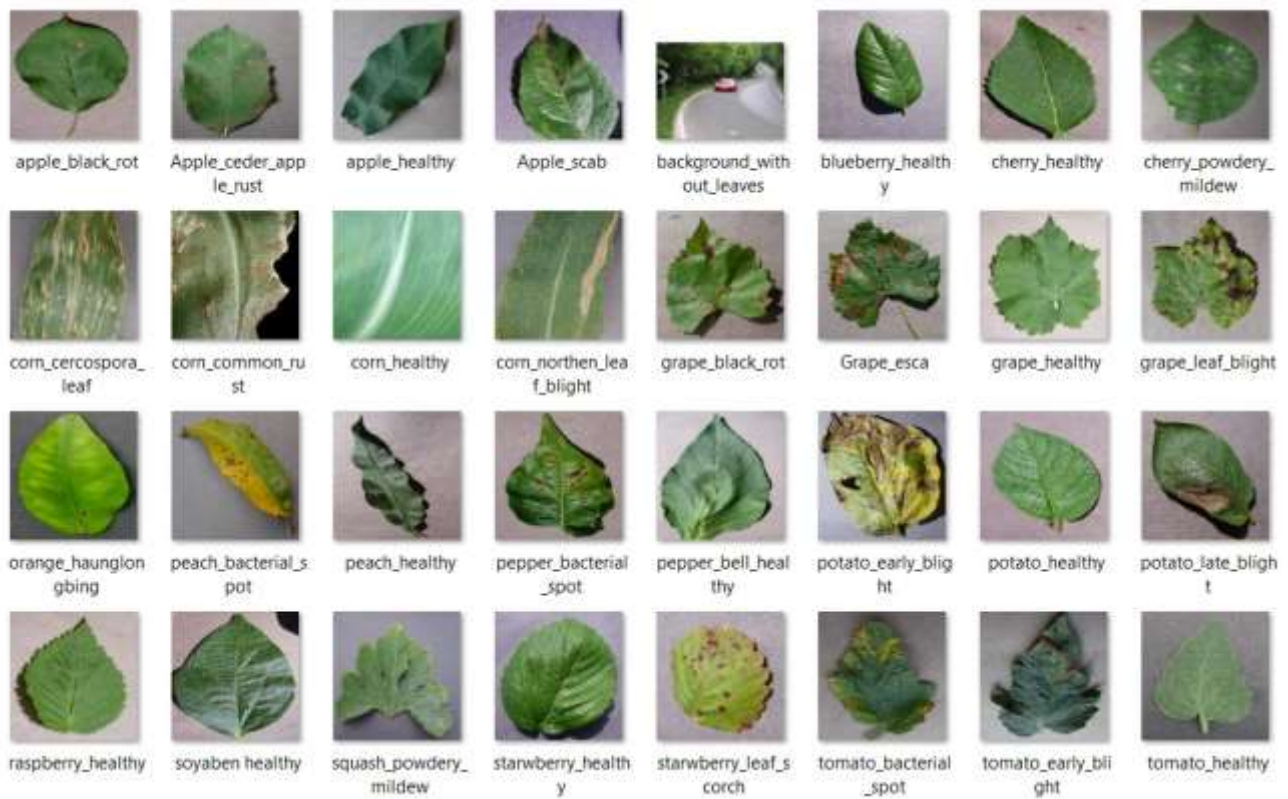 apple_black_rot
Apple_ceder_app
le_rust
apple_healthy
Apple_scab
background_with
out_leaves
blueberry_health
y
cherry_healthy
cherry_powdery_
mildew
corn_cercospora_
leaf
corn_common_ru
st
corn_healthy
corn_northen_lea
f_blight
grape_black_rot
Grape_esca
grape_healthy
grape_leaf_blight
orange_haunglon
gbing
peach_bacterial_s
pot
peach_healthy
pepper_bacterial
_spot
pepper_bell_heal
thy
potato_early_blig
ht
potato_healthy
potato_late_bligh
t
raspberry_healthy
soyaben healthy
squash_powdery_
mildew
starwberry_health
y
starwberry_leaf_s
corch
tomato_bacterial
_spot
tomato_early_bli
ght
tomato_healthy